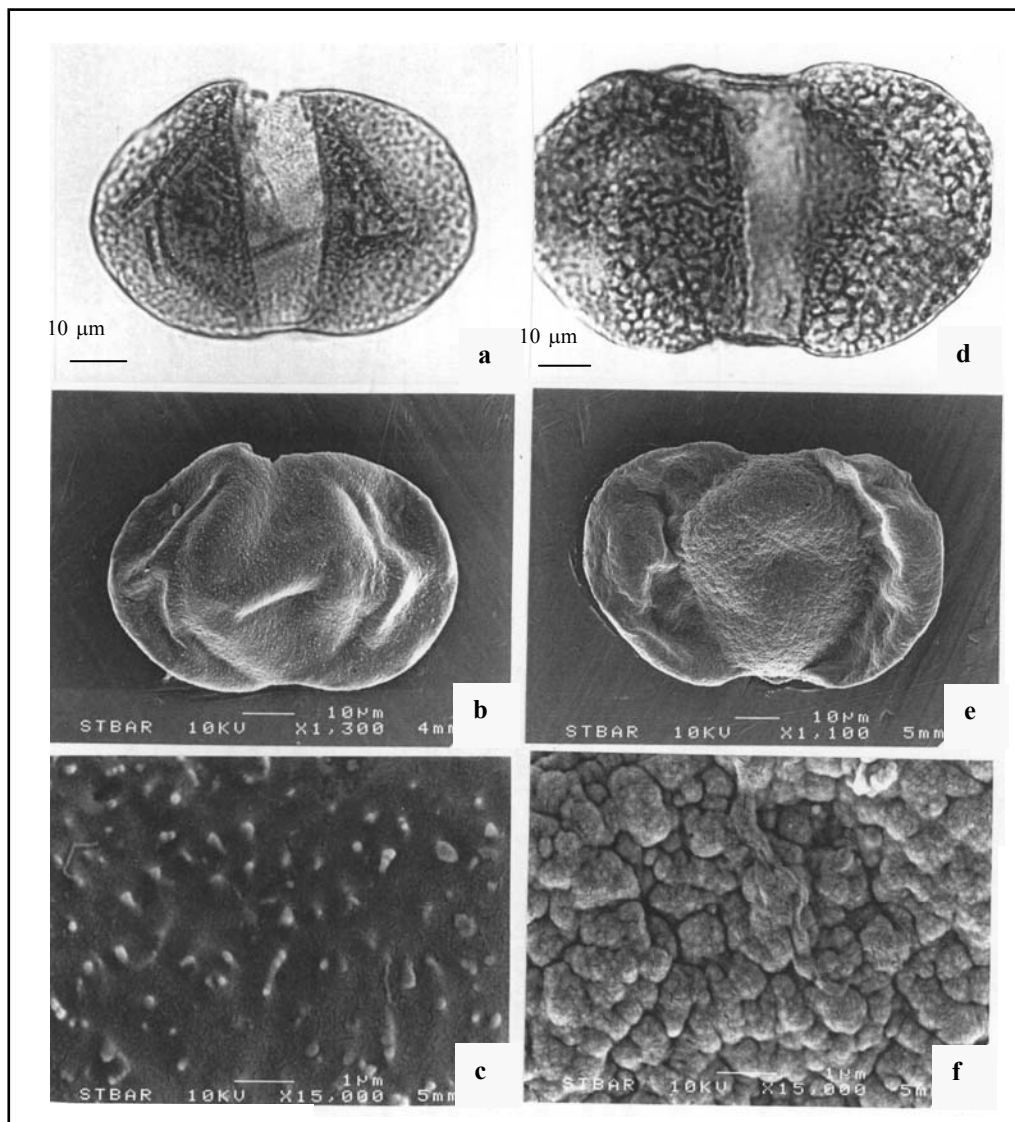 10 µm
a
10 µm
d
10µm
STBAR 10KV X1,300 4mm
b
10µm
STBAR 10KV X1,100 5mm
e
1µm
STBAR 10KV X15,000 5mm
c
1µm
STBAR 10KV X15,000 5mm
f